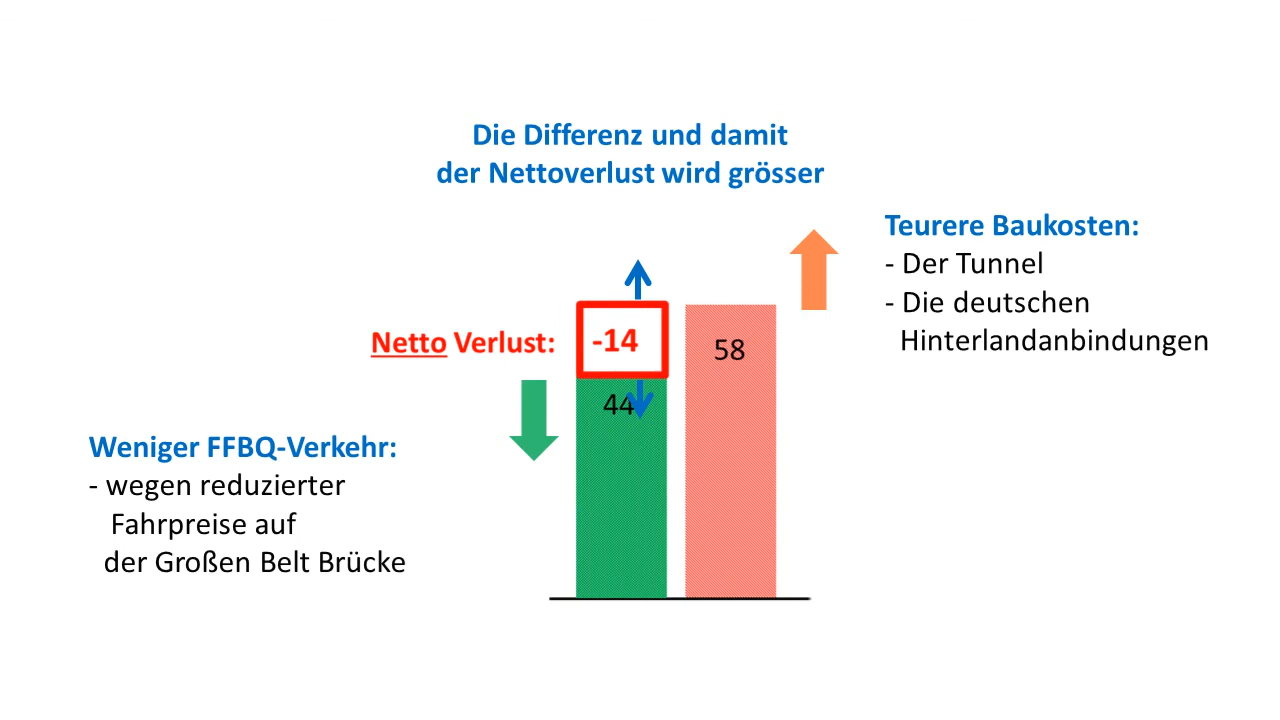 Die Differenz und damit
der Nettoverlust wird grösser
Teurere Baukosten:
- Der Tunnel
- Die deutschen
Hinterlandanbindungen
Netto Verlust:
-14
58
44
Weniger FFBQ-Verkehr:
- wegen reduzierter
Fahrpreise auf
der Großen Belt Brücke